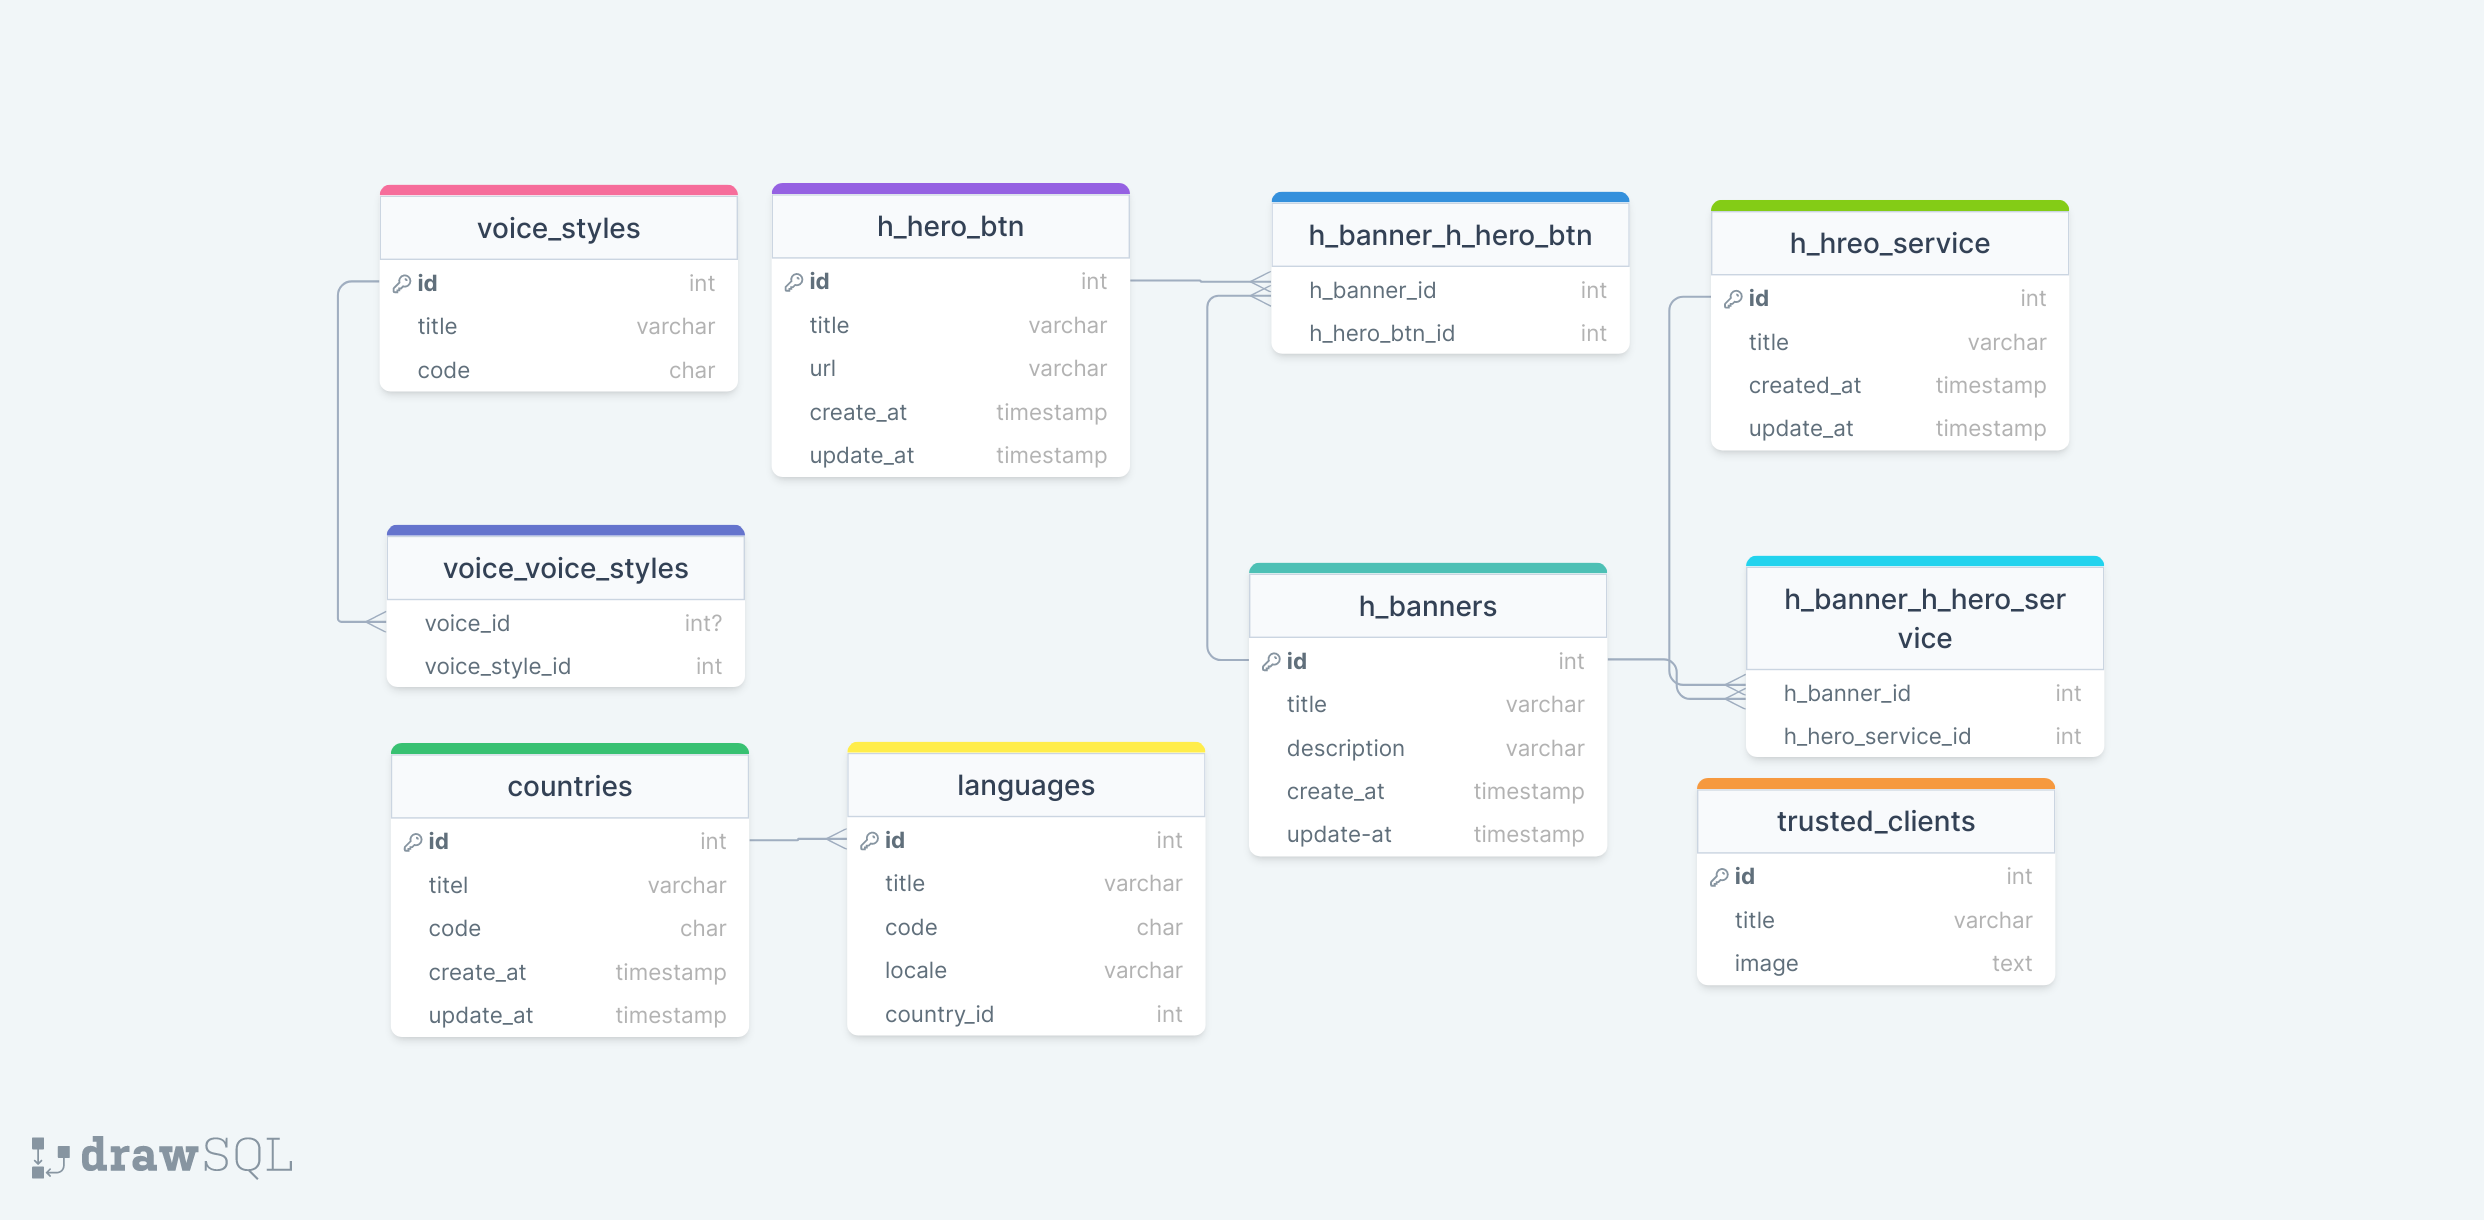 voice_styles
id int
title varchar
code char
h_hero_btn
id int
title varchar
url varchar
create_at timestamp
update_at timestamp
h_banner_h_hero_btn
h_banner_id int
h_hero_btn_id int
h_hreo_service
id int
title varchar
created_at timestamp
update_at timestamp
voice_voice_styles
voice_id int?
voice_style_id int
h_banners
id int
title varchar
description varchar
create_at timestamp
update-at timestamp
h_banner_h_hero_ser
vice
h_banner_id int
h_hero_service_id int
countries
id int
titel varchar
code char
create_at timestamp
update_at timestamp
languages
id int
title varchar
code char
locale varchar
country_id int
trusted_clients
id int
title varchar
image text
drawSQL